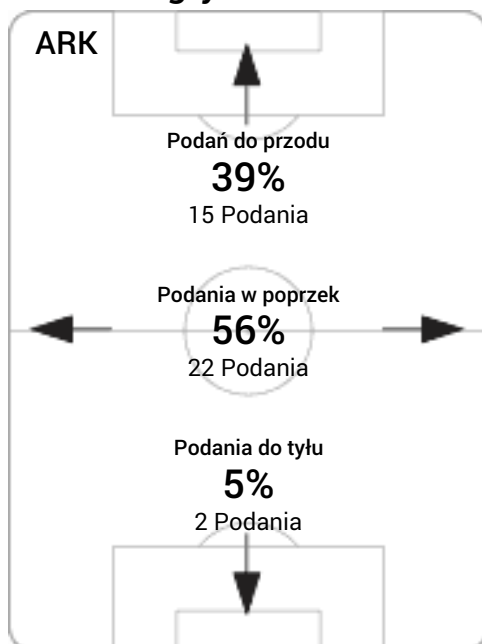 ARK
Podań do przodu
39%
15 Podania
Podania w poprzek
56%
22 Podania
Podania do tyłu
5%
2 Podania